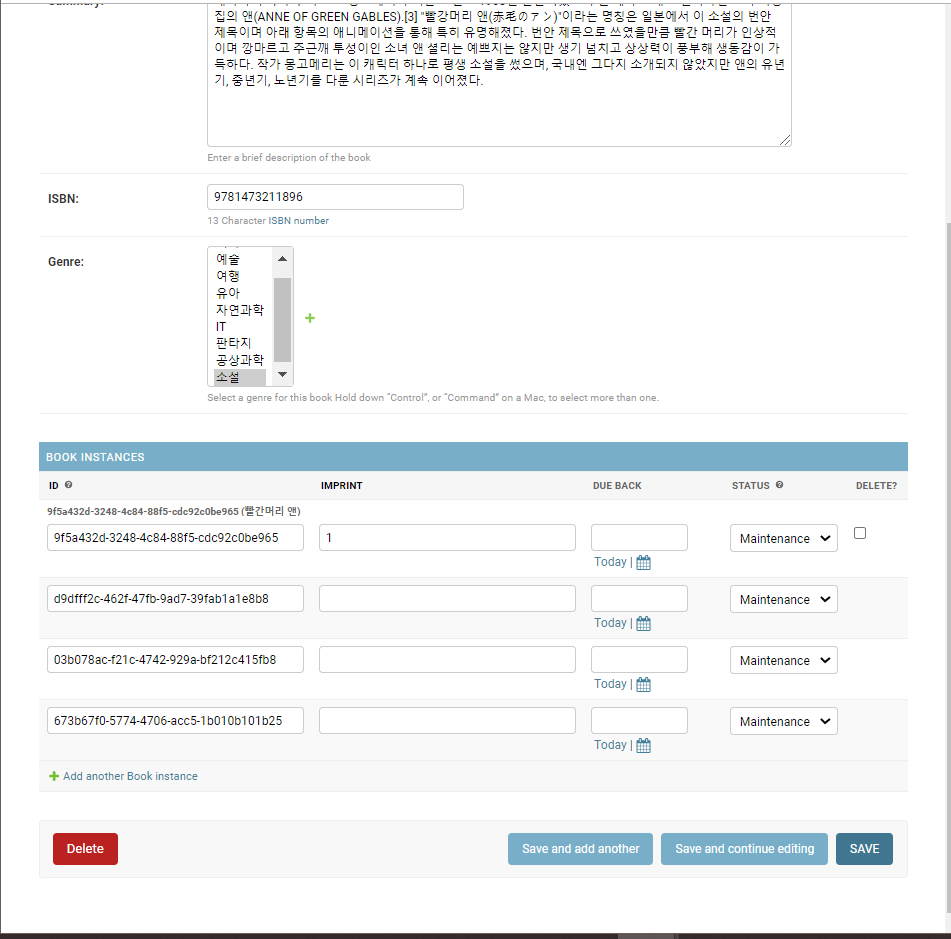 집의 앤(ANNE OF GREEN GABLES).[3] "빨강머리 앤(赤毛のアン)"이라는 명칭은 일본에서 이 소설의 번안
제목이며 아래 항목의 애니메이션을 통해 특히 유명해졌다. 번안 제목으로 쓰였을만큼 빨간 머리가 인상적
이며 깡마르고 주근깨 투성이인 소녀 앤 셜리는 예쁘지는 않지만 생기 넘치고 상상력이 풍부해 생동감이 가
득하다. 작가 몽고메리는 이 캐릭터 하나로 평생 소설을 썼으며, 국내엔 그다지 소개되지 않았지만 앤의 유년
기, 중년기, 노년기를 다룬 시리즈가 계속 이어졌다.
Enter a brief description of the book
ISBN:
9781473211896
13 Character ISBN number
Genre:
예술
여행
유아
자연과학
IT
판타지
공상과학
소설
Select a genre for this book Hold down "Control", or "Command" on a Mac, to select more than one.
BOOK INSTANCES
ID IMPRINT DUE BACK STATUS DELETE?
9f5a432d-3248-4c84-88f5-cdc92c0be965 (빨간머리 앤)
9f5a432d-3248-4c84-88f5-cdc92c0be965 1 Maintenance
Today |
d9dfff2c-462f-47fb-9ad7-39fab1a1e8b8 Maintenance
Today |
03b078ac-f21c-4742-929a-bf212c415fb8 Maintenance
Today |
673b67f0-5774-4706-acc5-1b010b101b25 Maintenance
Today |
Add another Book instance
Delete Save and add another Save and continue editing SAVE